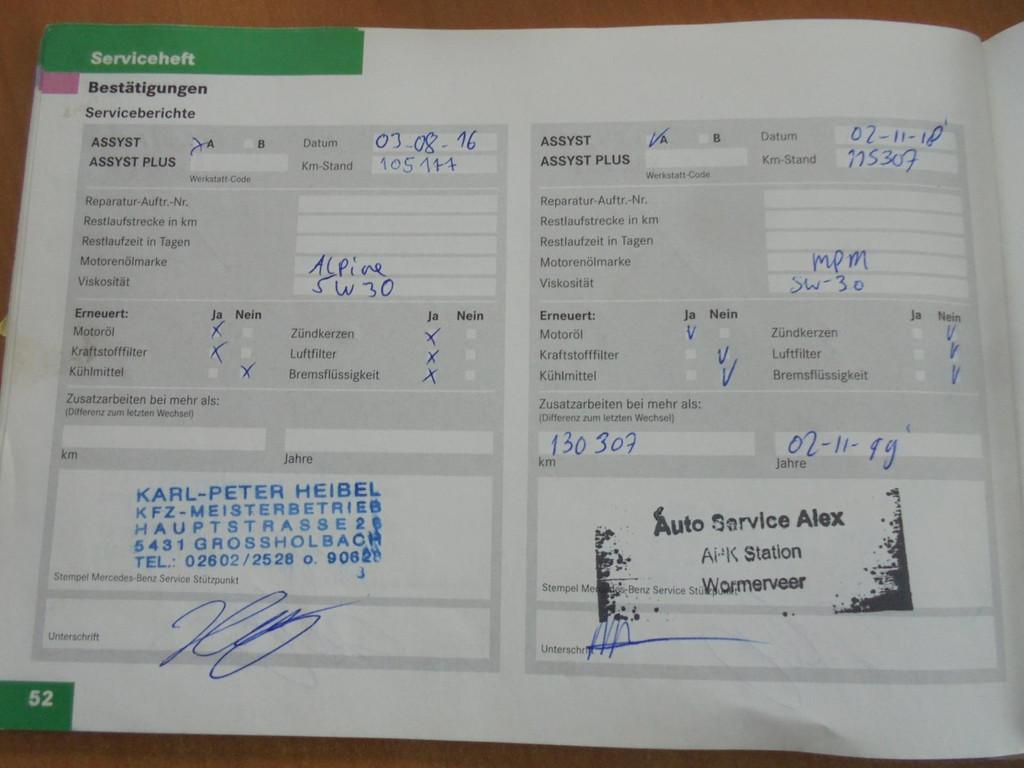 Serviceheft
Bestätigungen
Serviceberichte
ASSYST A B Datum 03-08-16
ASSYST PLUS Km-Stand 105177
Werkstatt-Code
Reparatur-Auftr.-Nr.
Restlaufstrecke in km
Restlaufzeit in Tagen
Motorenölmarke Alpine
Viskosität 5W30
Erneuert: Ja Nein Ja Nein
Motoröl X Zündkerzen X
Kraftstofffilter X Luftfilter X
Kühlmittel X Bremsflüssigkeit X
Zusatzarbeiten bei mehr als:
(Differenz zum letzten Wechsel)
km Jahre
KARL-PETER HEIBEL
KFZ-MEISTERBETRIEB
HAUPTSTRASSE
5431 GROSSHOLBACH
TEL.: 02602/2528 o.
Stempel Mercedes-Benz Service Stützpunkt
Unterschrift
52
ASSYST A B Datum 02-11-18
ASSYST PLUS Km-Stand 115307
Werkstatt-Code
Reparatur-Auftr.-Nr.
Restlaufstrecke in km
Restlaufzeit in Tagen
Motorenölmarke MPM
Viskosität 5W-30
Erneuert: Ja Nein Ja Nein
Motoröl Zündkerzen
Kraftstofffilter Luftfilter
Kühlmittel Bremsflüssigkeit
Zusatzarbeiten bei mehr als:
(Differenz zum letzten Wechsel)
130307 02-11-
km Jahre
Auto Service Alex
APK Station
Wormerveer
Stempel Mercedes-Benz Service Stützpunkt
Unterschrift